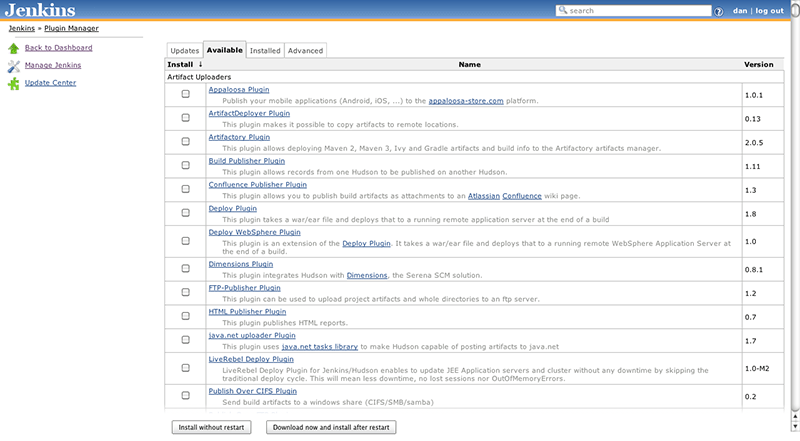 Jenkins
search
dan | log out
Jenkins » Plugin Manager
Back to Dashboard
Manage Jenkins
Update Center
Updates Available Installed Advanced
Install ↓ Name Version
Artifact Uploaders
Appaloosa Plugin
Publish your mobile applications (Android, iOS, ...) to the appaloosa-store.com platform.
1.0.1
ArtifactDeployer Plugin
This plugin makes it possible to copy artifacts to remote locations.
0.13
Artifactory Plugin
This plugin allows deploying Maven 2, Maven 3, Ivy and Gradle artifacts and build info to the Artifactory artifacts manager.
2.0.5
Build Publisher Plugin
This plugin allows records from one Hudson to be published on another Hudson.
1.11
Confluence Publisher Plugin
This plugin allows you to publish build artifacts as attachments to an Atlassian Confluence wiki page.
1.3
Deploy Plugin
This plugin takes a war/ear file and deploys that to a running remote application server at the end of a build
1.8
Deploy WebSphere Plugin
This plugin is an extension of the Deploy Plugin. It takes a war/ear file and deploys that to a running remote WebSphere Application Server at
the end of a build.
1.0
Dimensions Plugin
This plugin integrates Hudson with Dimensions, the Serena SCM solution.
0.8.1
FTP-Publisher Plugin
This plugin can be used to upload project artifacts and whole directories to an ftp server.
1.2
HTML Publisher Plugin
This plugin publishes HTML reports.
0.7
java.net uploader Plugin
This plugin uses java.net tasks library to make Hudson capable of posting artifacts to java.net
1.7
LiveRebel Deploy Plugin
LiveRebel Deploy Plugin for Jenkins/Hudson enables to update JEE Application servers and cluster without any downtime by skipping the
traditional deploy cycle. This will mean less downtime, no lost sessions nor OutOfMemoryErrors.
1.0-M2
Publish Over CIFS Plugin
Send build artifacts to a windows share (CIFS/SMB/samba)
0.2
Install without restart
Download now and install after restart